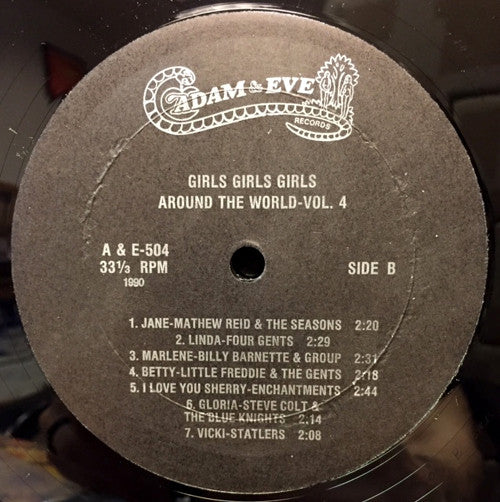 ADAM & EVE
RECORDS
GIRLS GIRLS GIRLS
AROUND THE WORLD-VOL. 4
A & E-504
33⅓ RPM
1990
SIDE B
1. JANE-MATHEW REID & THE SEASONS 2:20
2. LINDA-FOUR GENTS 2:29
3. MARLENE-BILLY BARNETTE & GROUP 2:31
4. BETTY-LITTLE FREDDIE & THE GENTS 2:18
5. I LOVE YOU SHERRY-ENCHANTMENTS 2:44
6. GLORIA-STEVE COLT &
THE BLUE KNIGHTS 2:14
7. VICKI-STATLERS 2:08